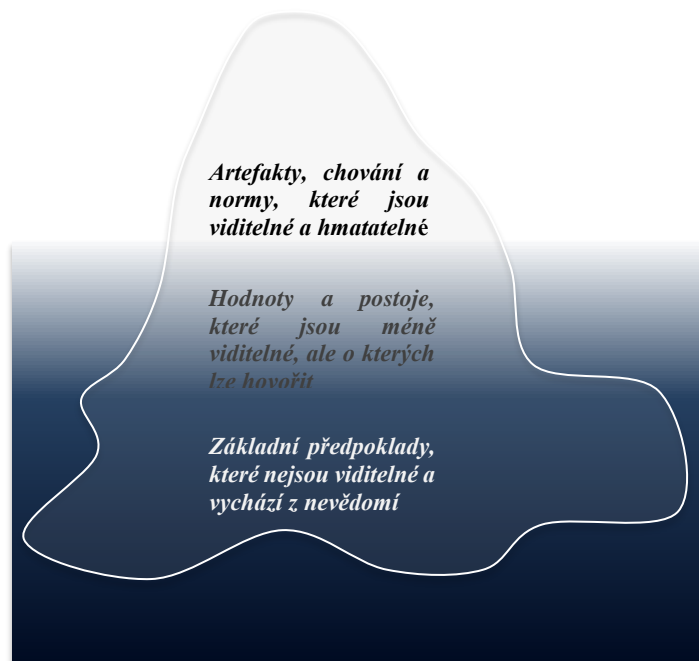 Artefakty, chování a
normy, které jsou
viditelné a hmatatelné
Hodnoty a postoje,
které jsou méně
viditelné, ale o kterých
lze hovořit
Základní předpoklady,
které nejsou viditelné a
vychází z nevědomí